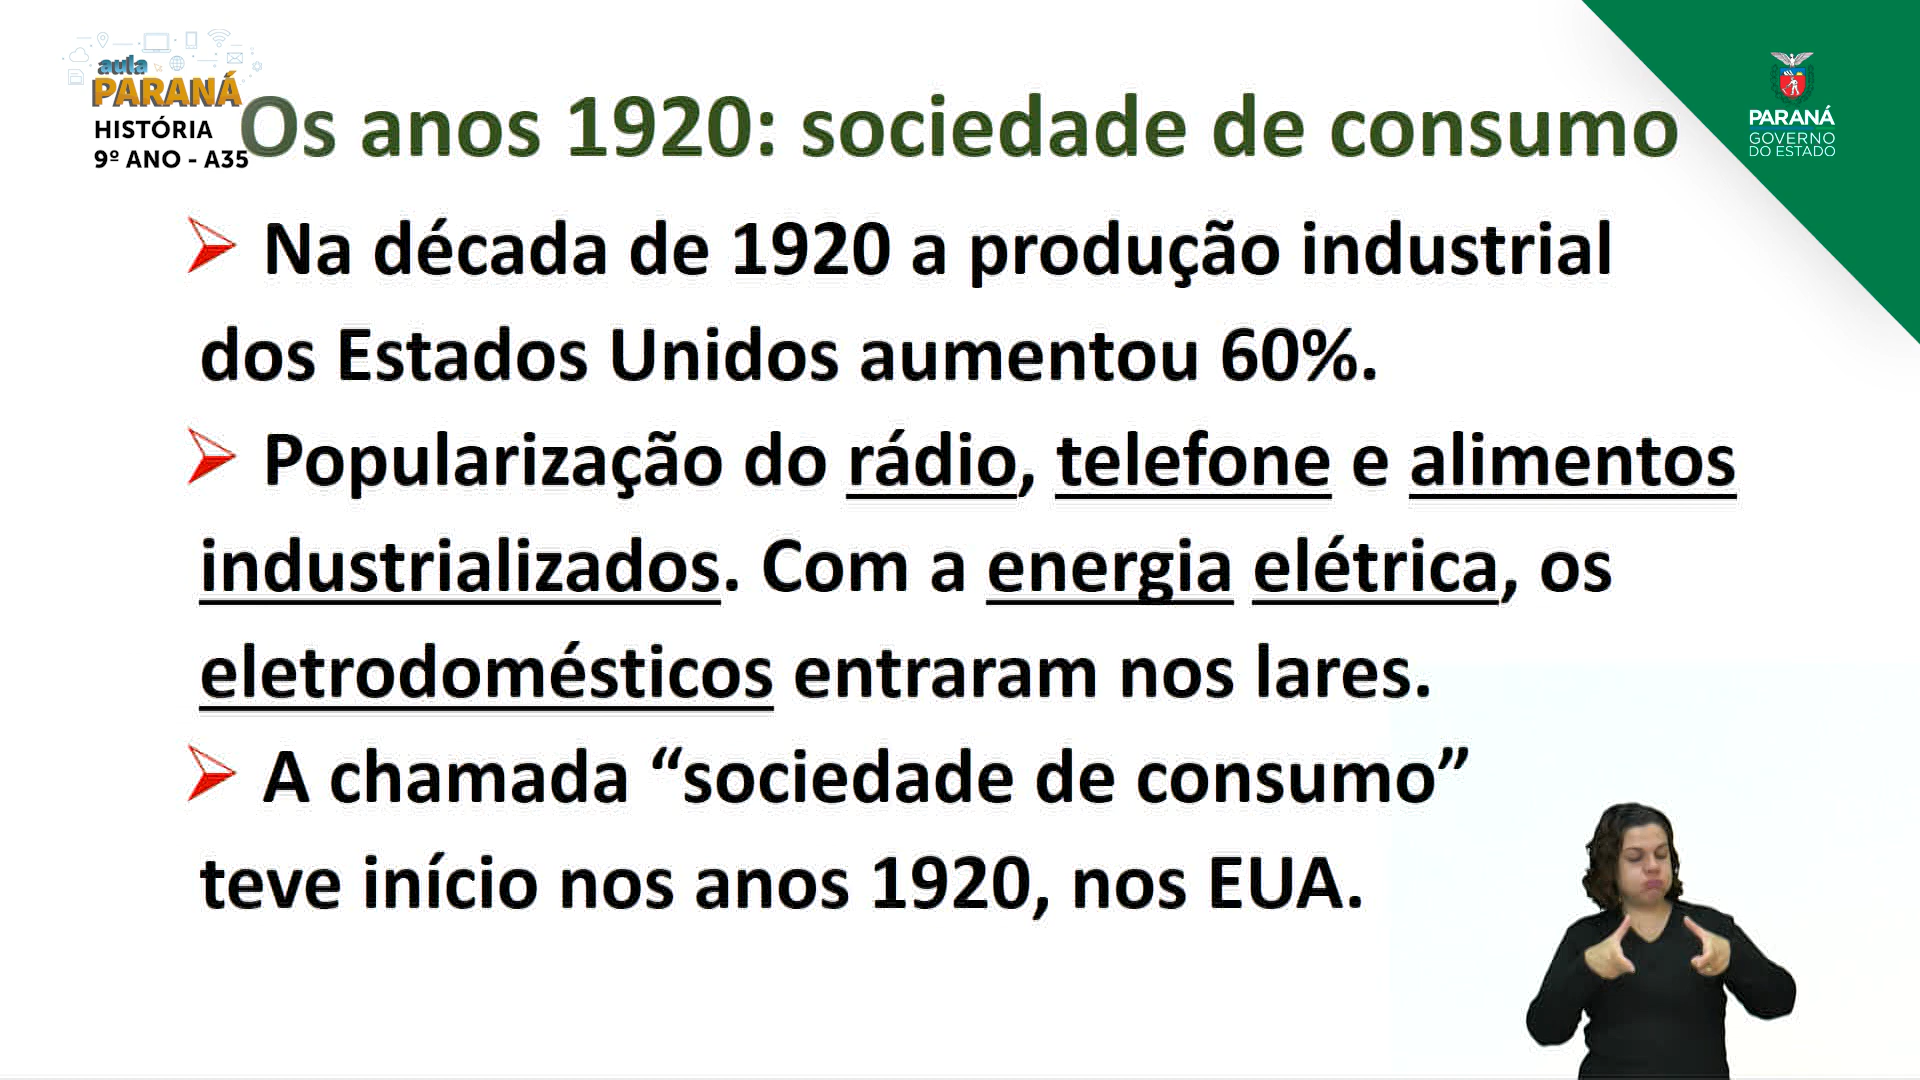 aula
PARANÁ
HISTÓRIA
9º ANO - A35
Os anos 1920: sociedade de consumo
PARANÁ
GOVERNO
DO ESTADO
Na década de 1920 a produção industrial
dos Estados Unidos aumentou 60%.
Popularização do rádio, telefone e alimentos
industrializados. Com a energia elétrica, os
eletrodomésticos entraram nos lares.
A chamada “sociedade de consumo”
teve início nos anos 1920, nos EUA.